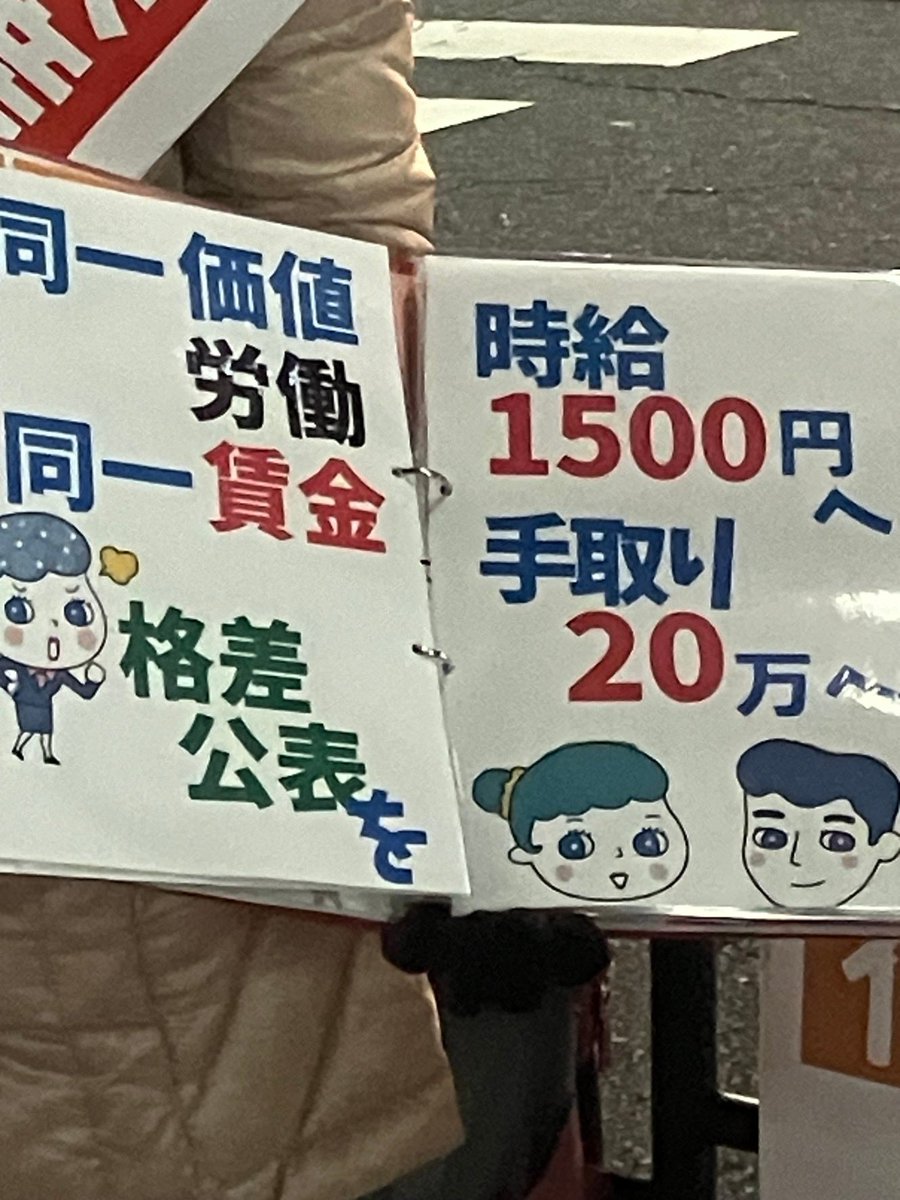 同一価値
労働
同一賃金
格差
公表を
時給
1500円
へ
手取り
20万へ